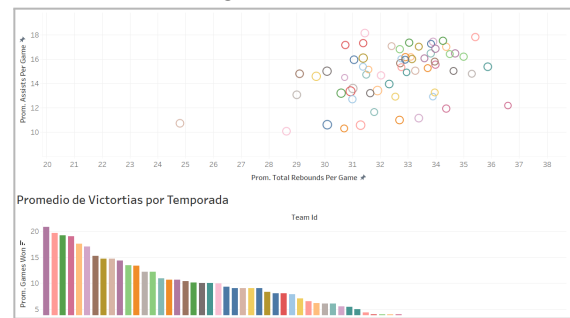 18
16
14
12
10
Prom. Assists Per Game
20 21 22 23 24 25 26 27 28 29 30 31 32 33 34 35 36 37 38
Prom. Total Rebounds Per Game
Promedio de Victortias por Temporada
Team Id
20
15
10
5
Prom. Games Won